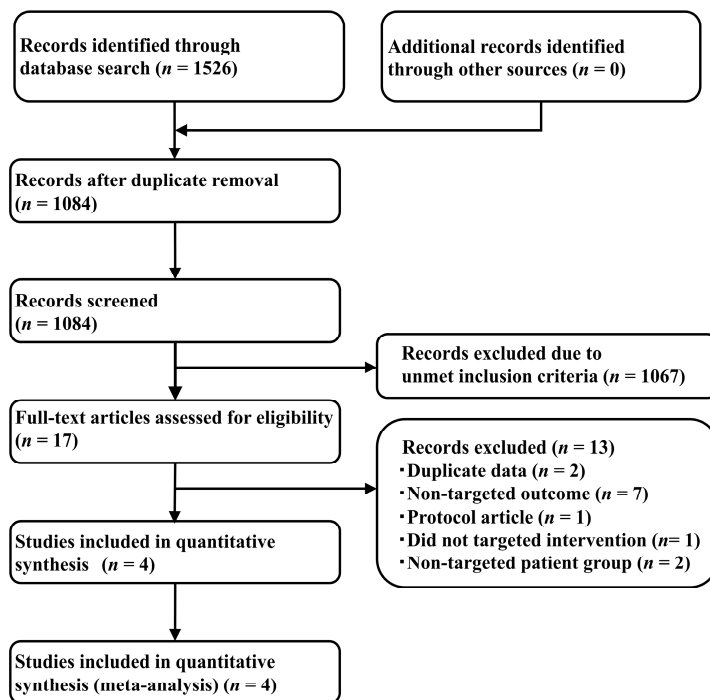 Records identified through
database search (n = 1526)
Additional records identified
through other sources (n = 0)
Records after duplicate removal
(n = 1084)
Records screened
(n = 1084)
Records excluded due to
unmet inclusion criteria (n = 1067)
Full-text articles assessed for eligibility
(n = 17)
Records excluded (n = 13)
・Duplicate data (n = 2)
・Non-targeted outcome (n = 7)
・Protocol article (n = 1)
・Did not targeted intervention (n= 1)
・Non-targeted patient group (n = 2)
Studies included in quantitative
synthesis (n = 4)
Studies included in quantitative
synthesis (meta-analysis) (n = 4)